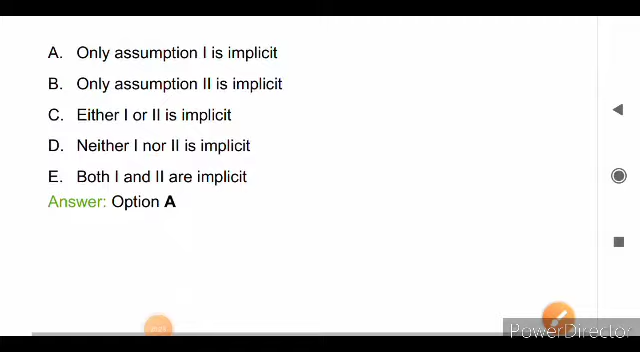 A. Only assumption I is implicit
B. Only assumption II is implicit
C. Either I or II is implicit
D. Neither I nor II is implicit
E. Both I and II are implicit
Answer: Option A
PowerDirector